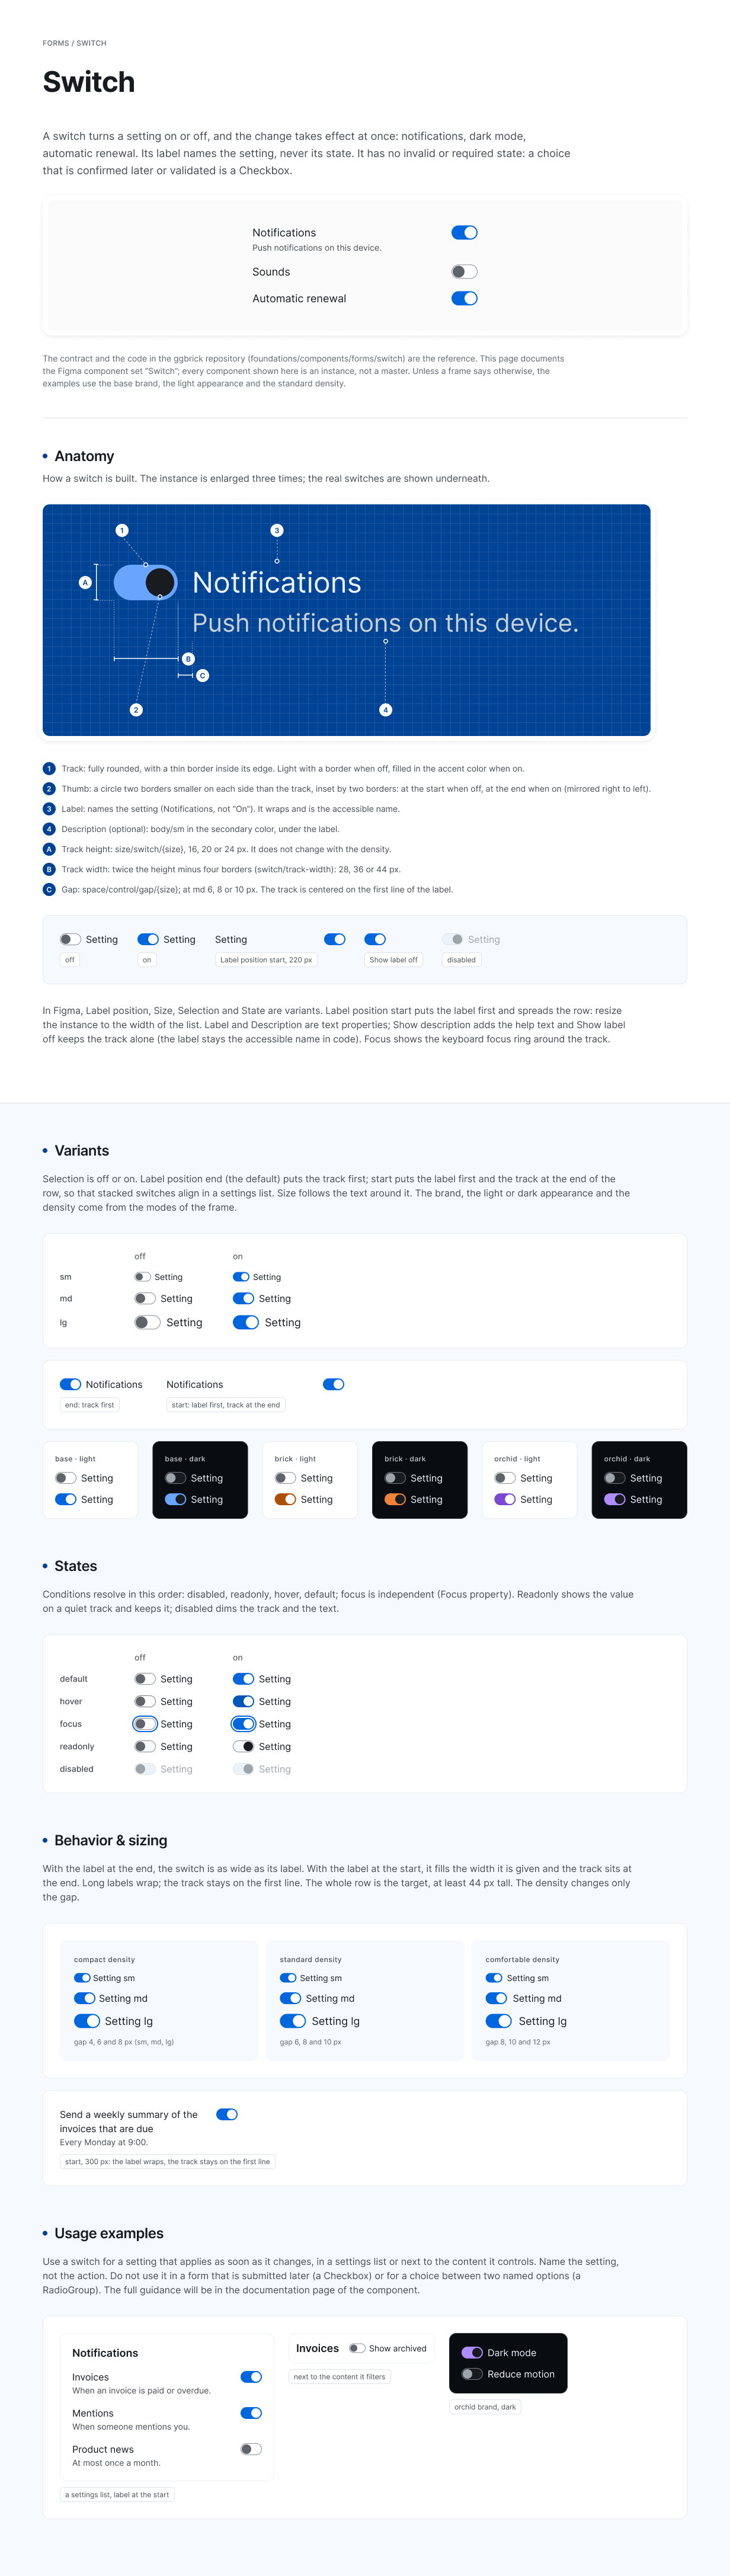 FORMS / SWITCH
Switch
A switch turns a setting on or off, and the change takes effect at once: notifications, dark mode,
automatic renewal. Its label names the setting, never its state. It has no invalid or required state: a choice
that is confirmed later or validated is a Checkbox.
Notifications
Push notifications on this device.
Sounds
Automatic renewal
The contract and the code in the ggbrick repository (foundations/components/forms/switch) are the reference. This page documents
the Figma component set "Switch"; every component shown here is an instance, not a master. Unless a frame says otherwise, the
examples use the base brand, the light appearance and the standard density.
Anatomy
How a switch is built. The instance is enlarged three times; the real switches are shown underneath.
1
3
A
Notifications
Push notifications on this device.
B
C
2
4
1 Track: fully rounded, with a thin border inside its edge. Light with a border when off, filled in the accent color when on.
2 Thumb: a circle two borders smaller on each side than the track, inset by two borders: at the start when off, at the end when on (mirrored right to left).
3 Label: names the setting (Notifications, not "On"). It wraps and is the accessible name.
4 Description (optional): body/sm in the secondary color, under the label.
A Track height: size/switch/{size}, 16, 20 or 24 px. It does not change with the density.
B Track width: twice the height minus four borders (switch/track-width): 28, 36 or 44 px.
C Gap: space/control/gap/{size}; at md 6, 8 or 10 px. The track is centered on the first line of the label.
Setting Setting Setting Setting
off on Label position start, 220 px Show label off disabled
In Figma, Label position, Size, Selection and State are variants. Label position start puts the label first and spreads the row: resize
the instance to the width of the list. Label and Description are text properties; Show description adds the help text and Show label
off keeps the track alone (the label stays the accessible name in code). Focus shows the keyboard focus ring around the track.
Variants
Selection is off or on. Label position end (the default) puts the track first; start puts the label first and the track at the end of the
row, so that stacked switches align in a settings list. Size follows the text around it. The brand, the light or dark appearance and the
density come from the modes of the frame.
off on
sm Setting Setting
md Setting Setting
lg Setting Setting
Notifications Notifications
end: track first start: label first, track at the end
base · light base · dark brick · light brick · dark orchid · light orchid · dark
Setting Setting Setting Setting Setting Setting
Setting Setting Setting Setting Setting Setting
States
Conditions resolve in this order: disabled, readonly, hover, default; focus is independent (Focus property). Readonly shows the value
on a quiet track and keeps it; disabled dims the track and the text.
off on
default Setting Setting
hover Setting Setting
focus Setting Setting
readonly Setting Setting
disabled Setting Setting
Behavior & sizing
With the label at the end, the switch is as wide as its label. With the label at the start, it fills the width it is given and the track sits at
the end. Long labels wrap; the track stays on the first line. The whole row is the target, at least 44 px tall. The density changes only
the gap.
compact density standard density comfortable density
Setting sm Setting sm Setting sm
Setting md Setting md Setting md
Setting lg Setting lg Setting lg
gap 4, 6 and 8 px (sm, md, lg) gap 6, 8 and 10 px gap 8, 10 and 12 px
Send a weekly summary of the
invoices that are due
Every Monday at 9:00.
start, 300 px: the label wraps, the track stays on the first line
Usage examples
Use a switch for a setting that applies as soon as it changes, in a settings list or next to the content it controls. Name the setting,
not the action. Do not use it in a form that is submitted later (a Checkbox) or for a choice between two named options (a
RadioGroup). The full guidance will be in the documentation page of the component.
Notifications
Invoices
When an invoice is paid or overdue.
Mentions
When someone mentions you.
Product news
At most once a month.
a settings list, label at the start
Invoices Show archived
next to the content it filters
Dark mode
Reduce motion
orchid brand, dark